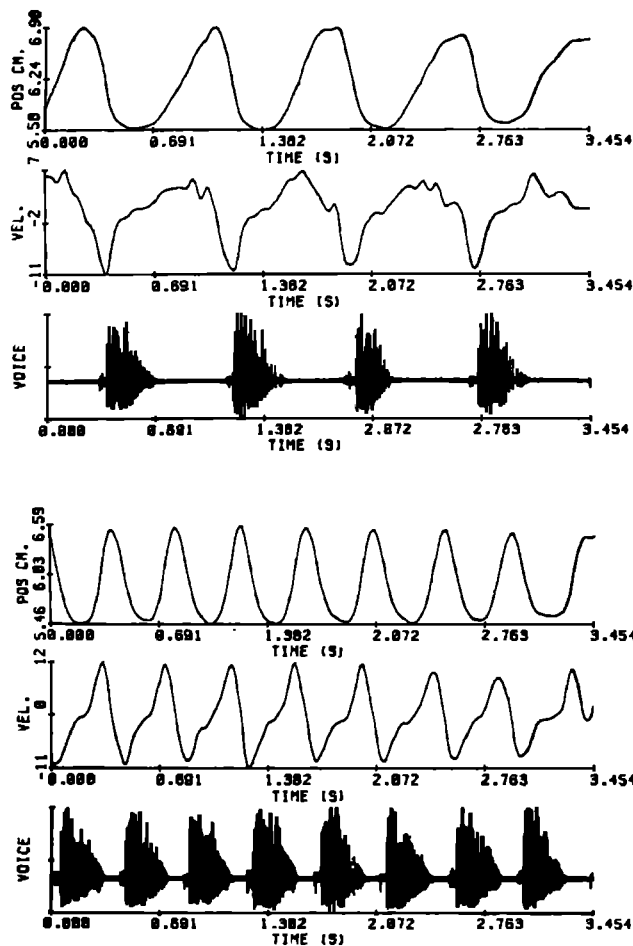 POS CM.
5.58 6.24 6.90
0.000 0.691 1.382 2.072 2.763 3.454
TIME (S)
VEL.
-11 -2 7
-0.000 0.691 1.382 2.072 2.763 3.454
TIME (S)
VOICE
0.000 0.691 1.382 2.072 2.763 3.454
TIME (S)
POS CM.
5.46 6.03 6.59
-0.000 0.691 1.382 2.072 2.763 3.454
TIME (S)
VEL.
-11 0 12
-0.000 0.691 1.382 2.072 2.763 3.454
TIME (S)
VOICE
0.000 0.691 1.382 2.072 2.763 3.454
TIME (S)